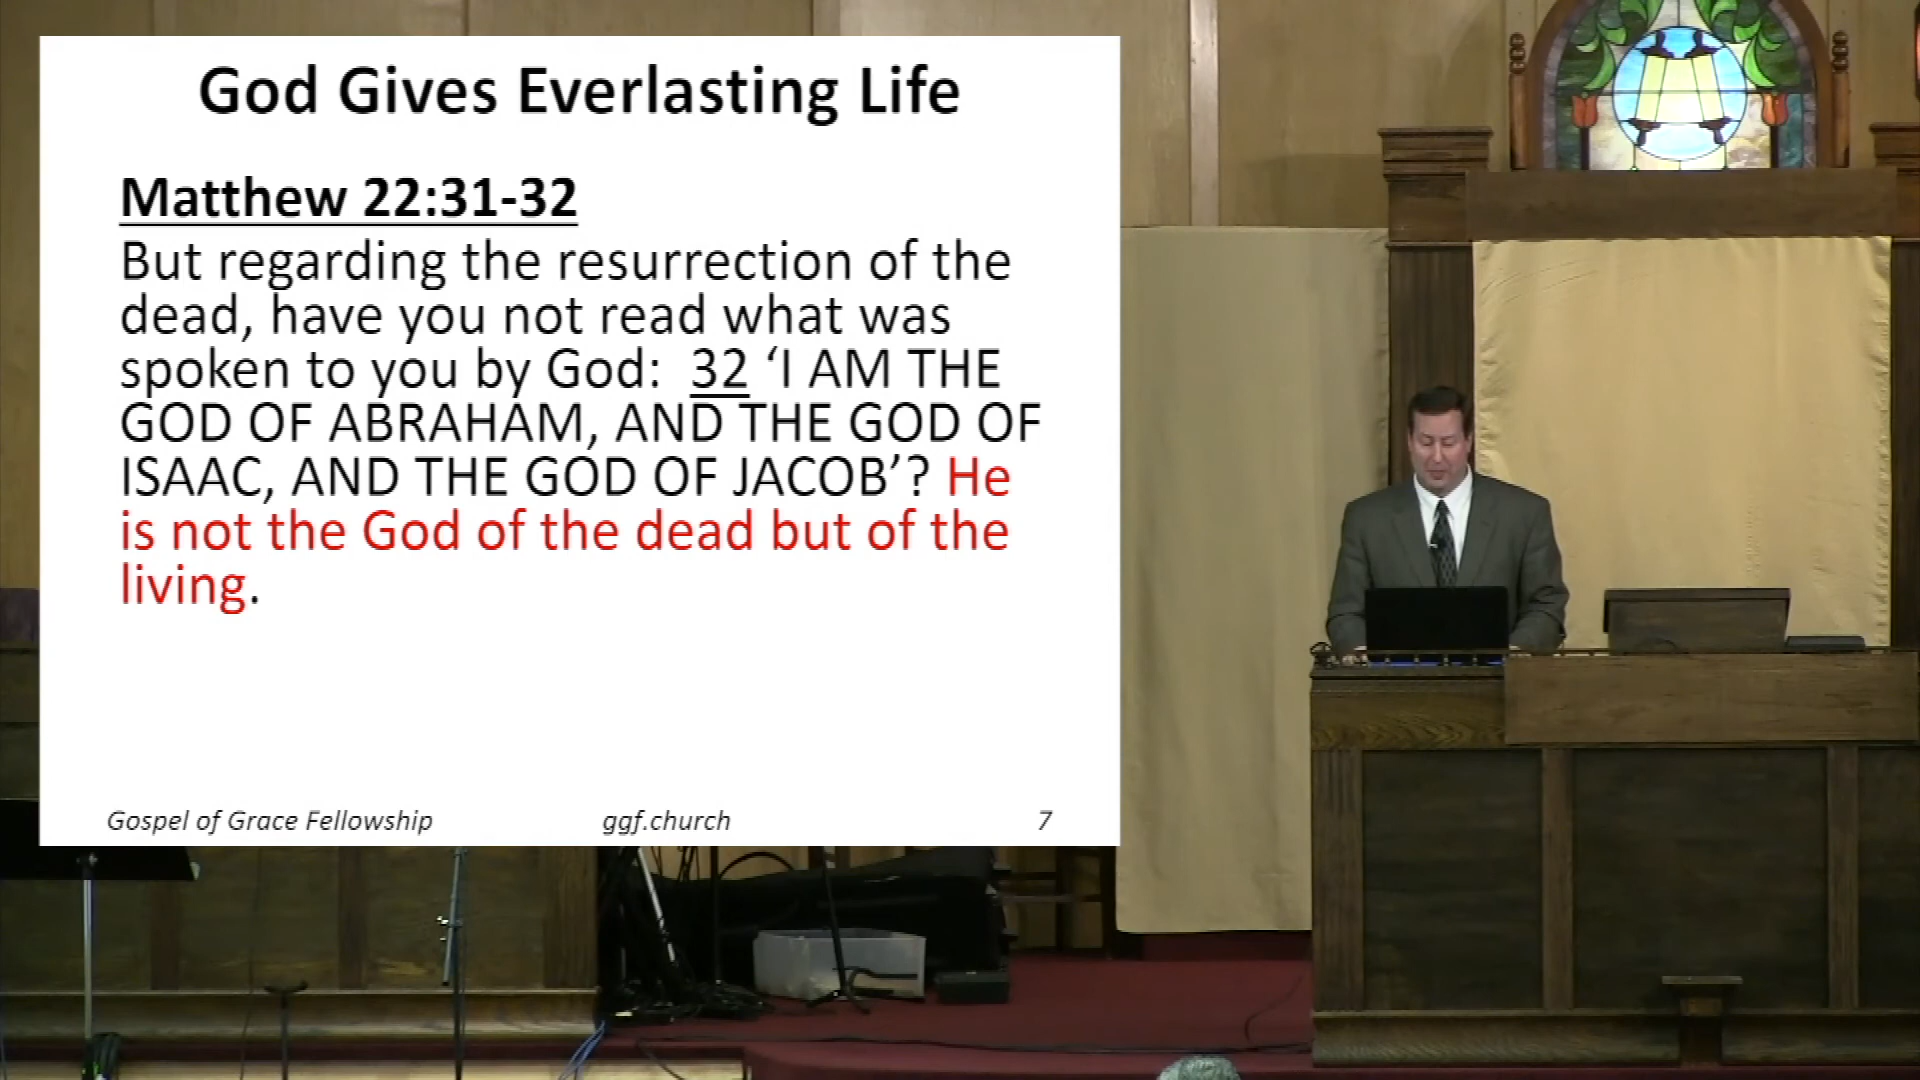 God Gives Everlasting Life
Matthew 22:31-32
But regarding the resurrection of the
dead, have you not read what was
spoken to you by God:  32 ‘I AM THE
GOD OF ABRAHAM, AND THE GOD OF
ISAAC, AND THE GOD OF JACOB’? He
is not the God of the dead but of the
living.
Gospel of Grace Fellowship
ggf.church
7